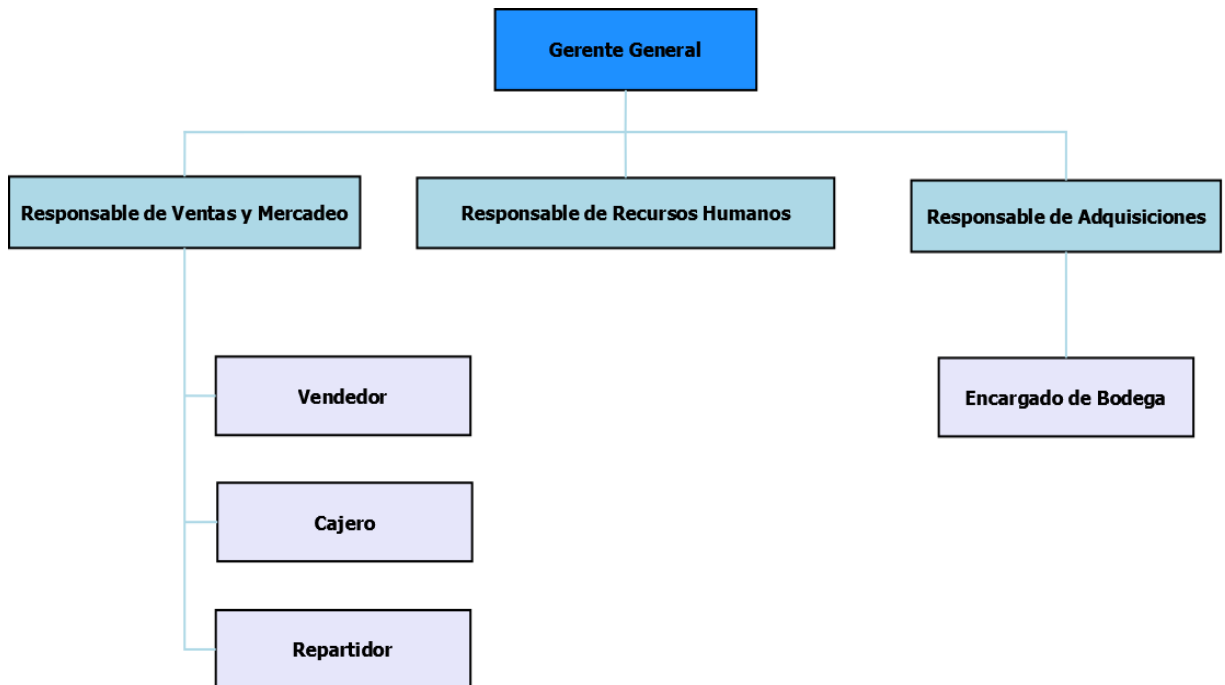 Gerente General
Responsable de Ventas y Mercadeo
Responsable de Recursos Humanos
Responsable de Adquisiciones
Vendedor
Encargado de Bodega
Cajero
Repartidor